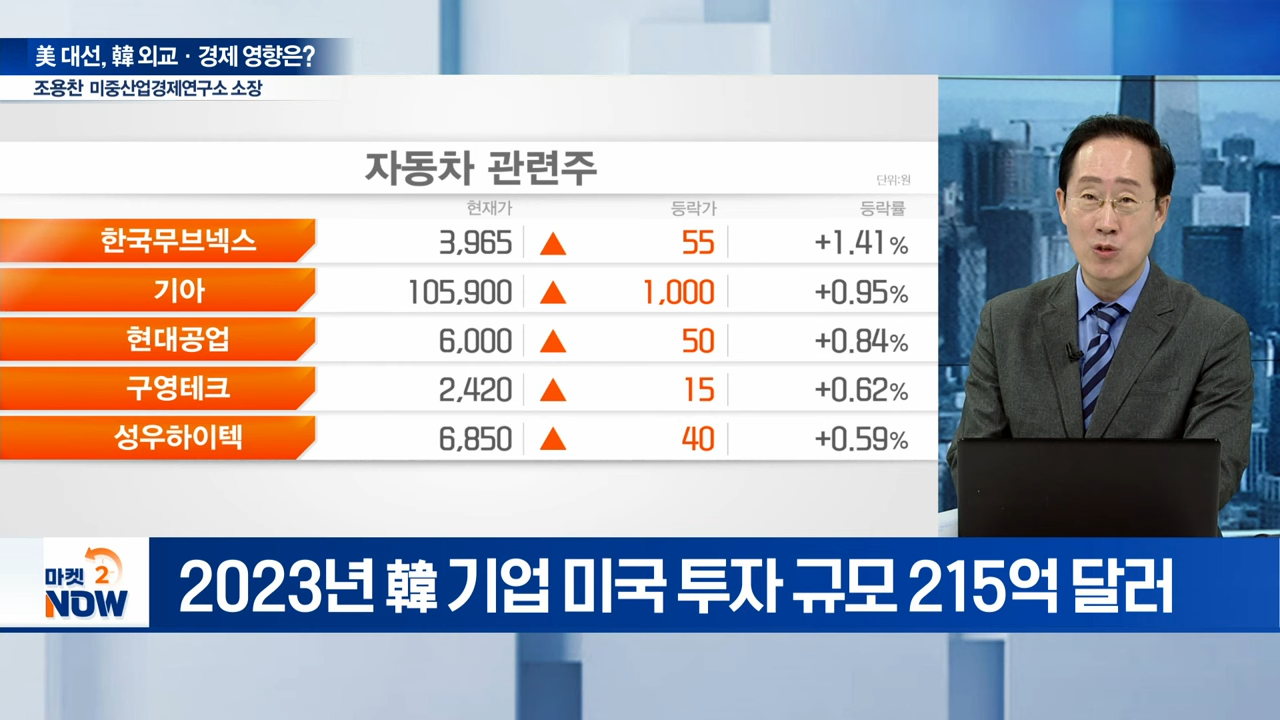 美 대선, 韓 외교 · 경제 영향은?
조용찬 미중산업경제연구소 소장
자동차 관련주
단위:원
현재가 등락가 등락률
한국무브넥스 3,965 ▲ 55 +1.41%
기아 105,900 ▲ 1,000 +0.95%
현대공업 6,000 ▲ 50 +0.84%
구영테크 2,420 ▲ 15 +0.62%
성우하이텍 6,850 ▲ 40 +0.59%
마켓 2
NOW
2023년 韓 기업 미국 투자 규모 215억 달러